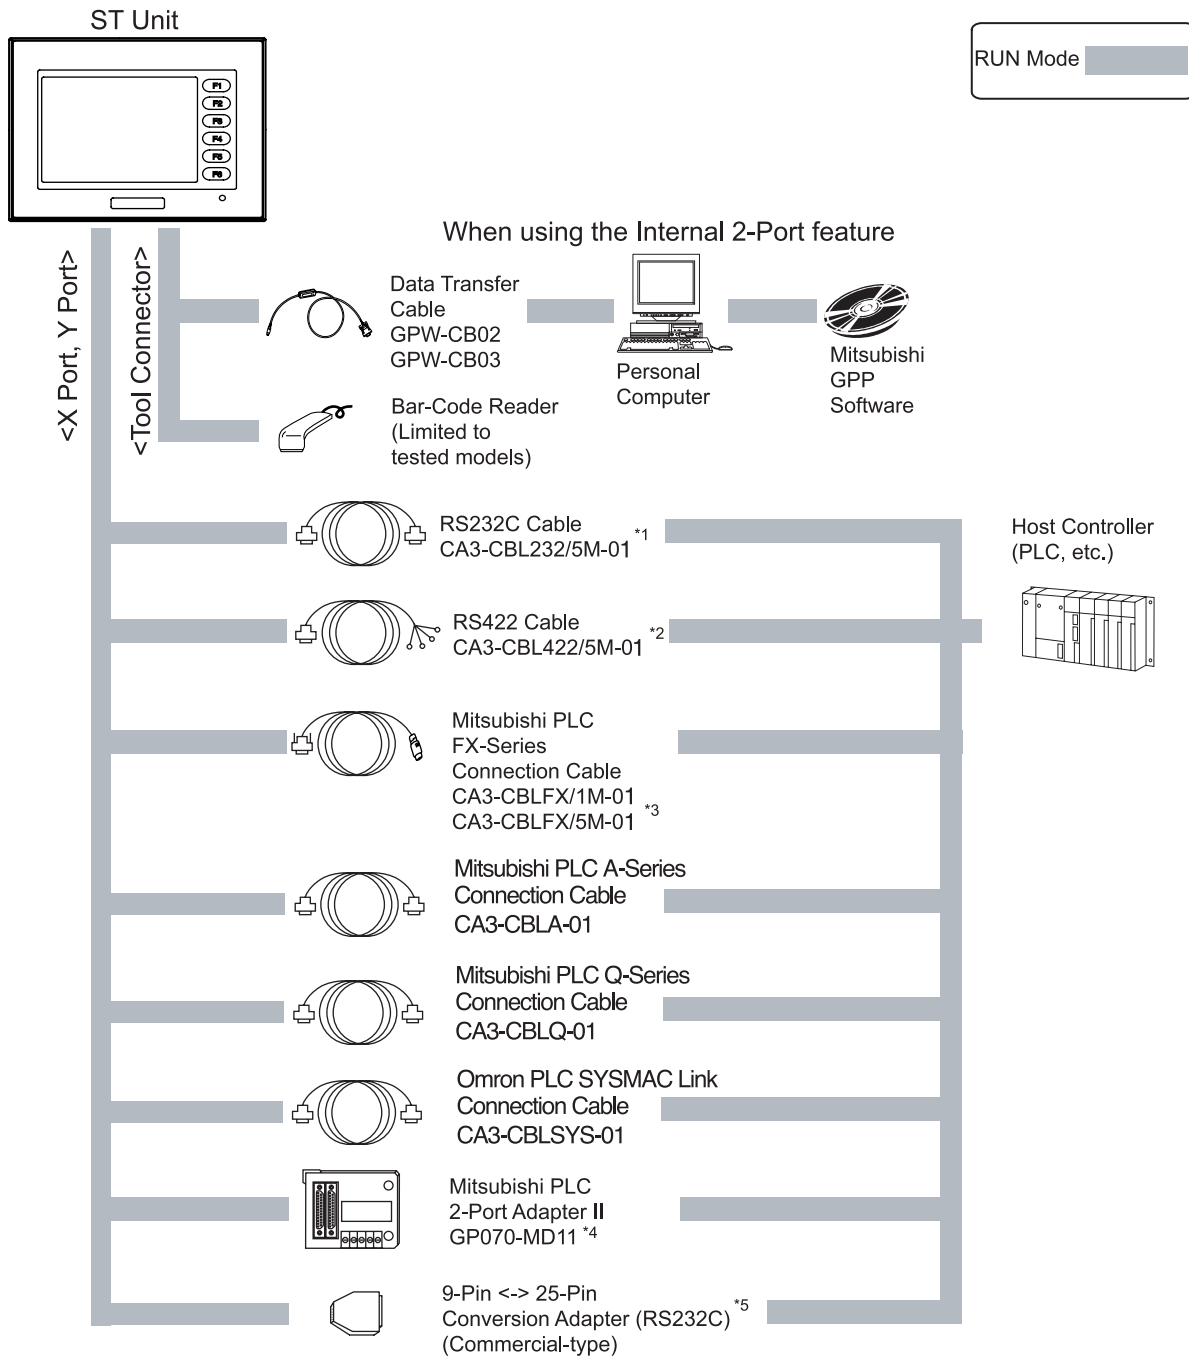 ST Unit
RUN Mode
F1
F2
F3
F4
F5
F6
<X Port, Y Port>
<Tool Connector>
When using the Internal 2-Port feature
Data Transfer
Cable
GPW-CB02
GPW-CB03
Personal
Computer
Mitsubishi
GPP
Software
Bar-Code Reader
(Limited to
tested models)
RS232C Cable
CA3-CBL232/5M-01 *1
Host Controller
(PLC, etc.)
RS422 Cable
CA3-CBL422/5M-01 *2
Mitsubishi PLC
FX-Series
Connection Cable
CA3-CBLFX/1M-01
CA3-CBLFX/5M-01 *3
Mitsubishi PLC A-Series
Connection Cable
CA3-CBLA-01
Mitsubishi PLC Q-Series
Connection Cable
CA3-CBLQ-01
Omron PLC SYSMAC Link
Connection Cable
CA3-CBLSYS-01
Mitsubishi PLC
2-Port Adapter II
GP070-MD11 *4
9-Pin <-> 25-Pin
Conversion Adapter (RS232C) *5
(Commercial-type)